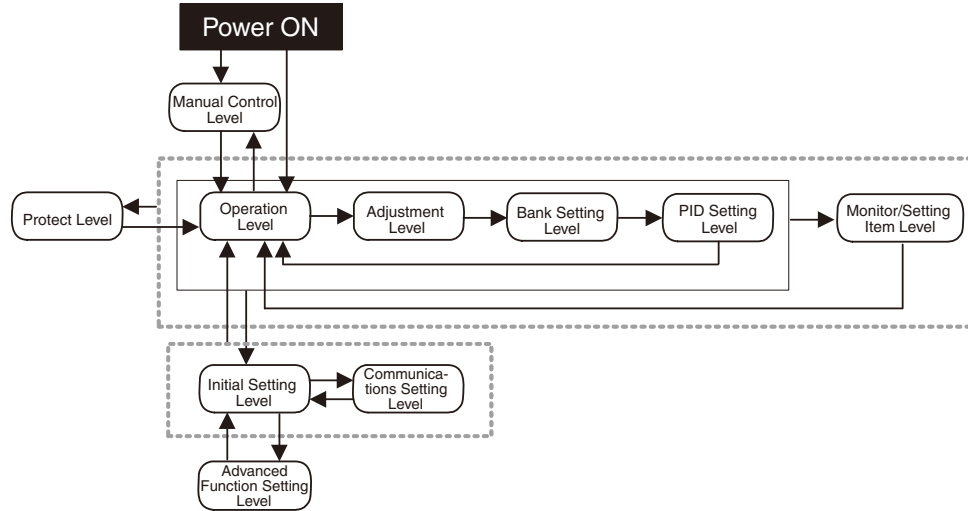 Power ON
Manual Control
Level
Protect Level
Operation
Level
Adjustment
Level
Bank Setting
Level
PID Setting
Level
Monitor/Setting
Item Level
Initial Setting
Level
Communica-
tions Setting
Level
Advanced
Function Setting
Level